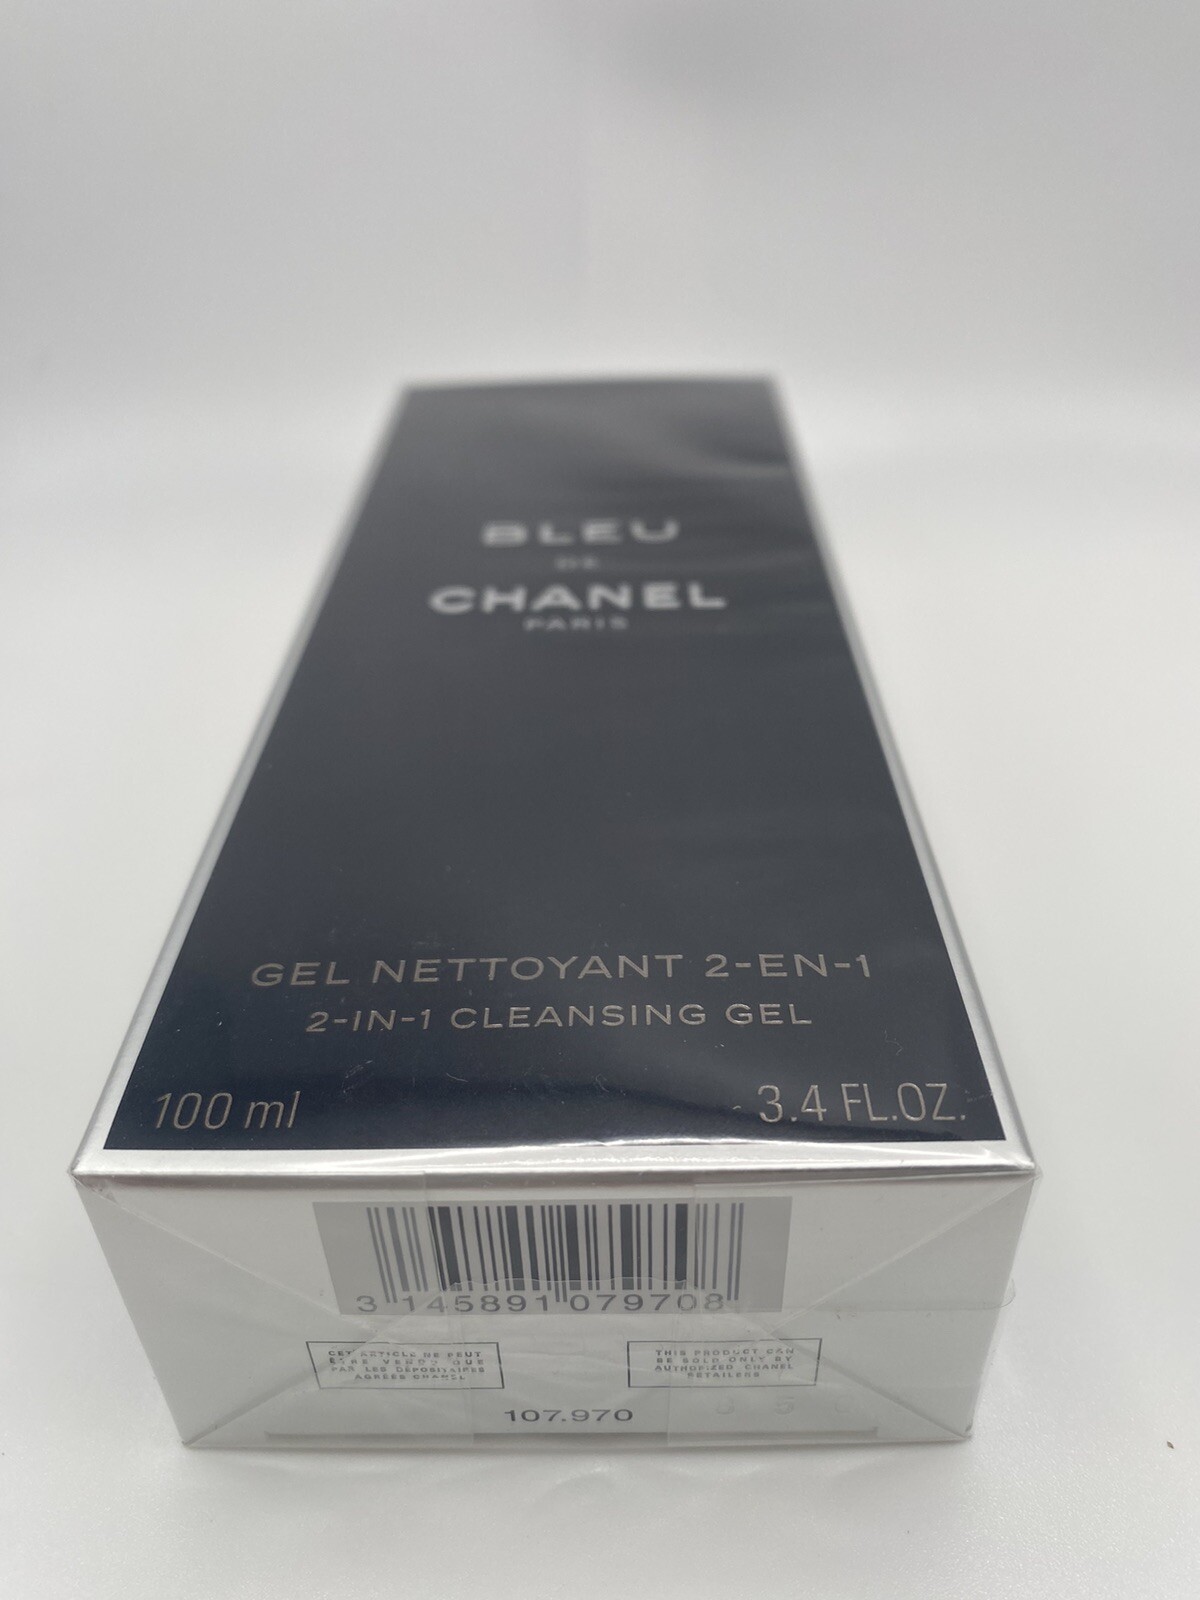 BLEU
DE
CHANEL
PARIS
GEL NETTOYANT 2-EN-1
2-IN-1 CLEANSING GEL
100 ml
3.4 FL.OZ.
3 145891 079708
CET ARTICLE NE PEUT
ÊTRE VENDU QUE
PAR LES DÉPOSITAIRES
AGRÉÉS CHANEL
THIS PRODUCT CAN
BE SOLD ONLY BY
AUTHORIZED CHANEL
RETAILERS
107.970